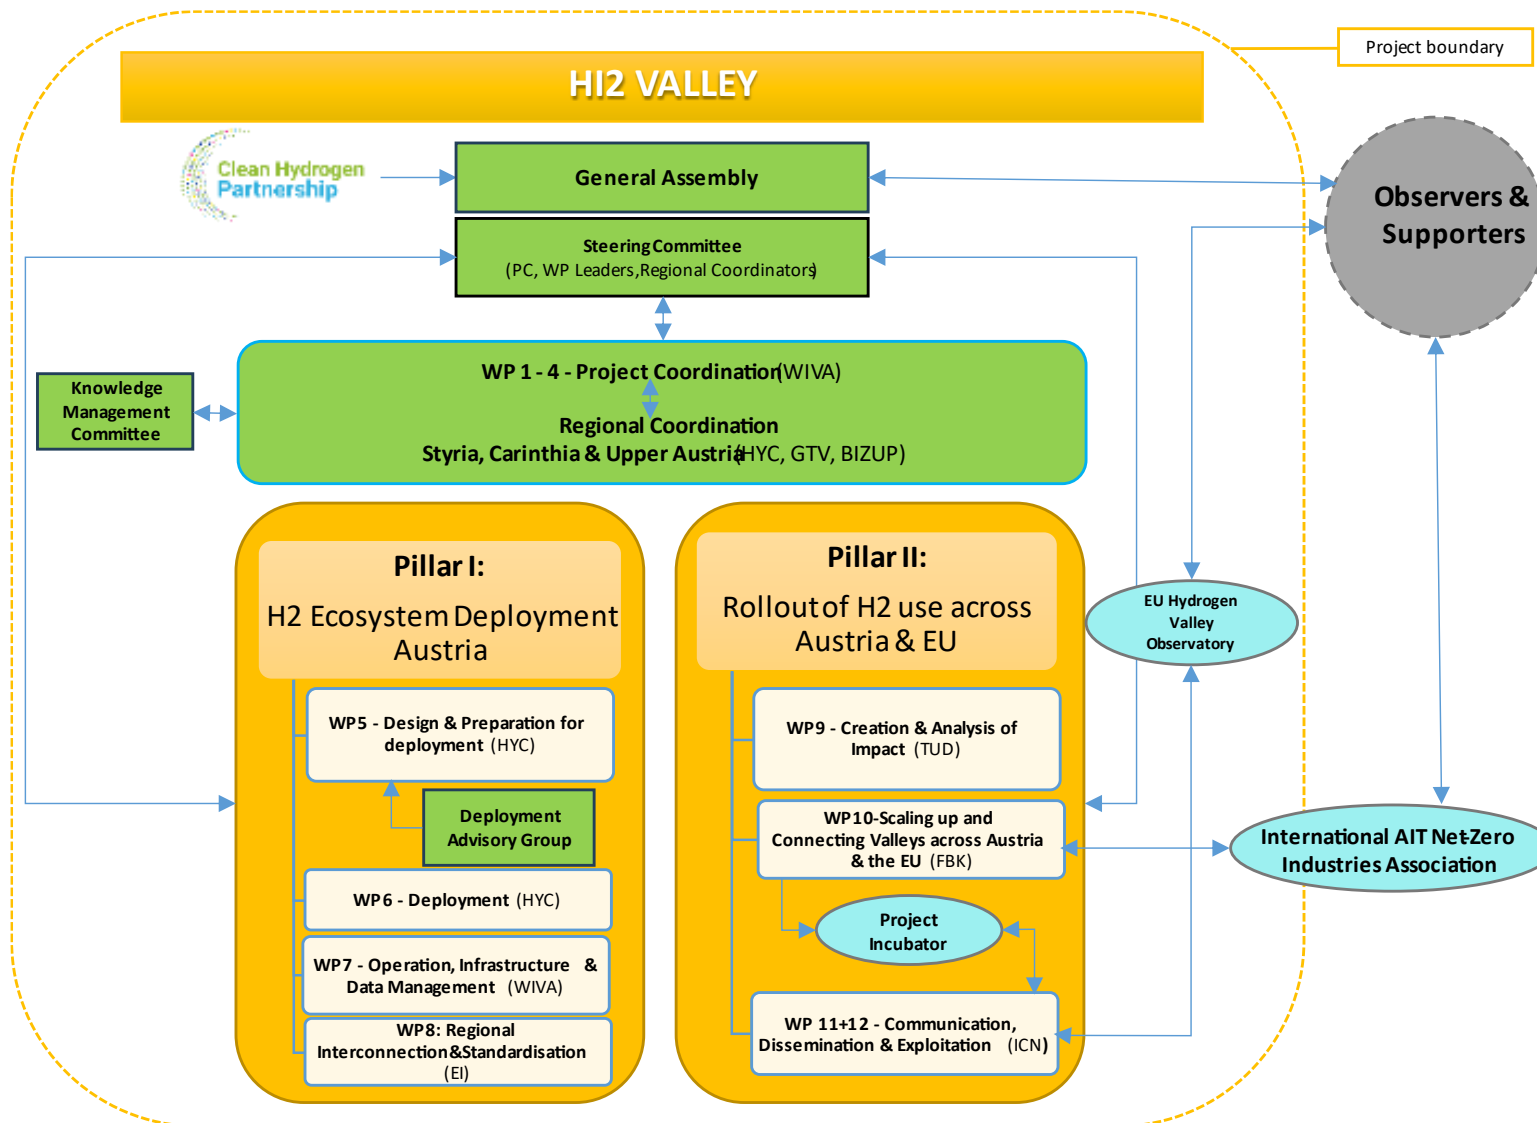 Project boundary
HI2 VALLEY
Clean Hydrogen
Partnership
General Assembly
Observers &
Supporters
Steering Committee
(PC, WP Leaders,Regional Coordinators)
WP 1 - 4 - Project Coordination (WIVA)
Regional Coordination
Styria, Carinthia & Upper Austria (HYC, GTV, BIZUP)
Knowledge
Management
Committee
Pillar I:
H2 Ecosystem Deployment
Austria
WP5 - Design & Preparation for
deployment (HYC)
Deployment
Advisory Group
WP6 - Deployment (HYC)
WP7 - Operation, Infrastructure &
Data Management (WIVA)
WP8: Regional
Interconnection&Standardisation
(EI)
Pillar II:
Rollout of H2 use across
Austria & EU
WP9 - Creation & Analysis of
Impact (TUD)
WP10-Scaling up and
Connecting Valleys across Austria
& the EU (FBK)
Project
Incubator
WP 11+12 - Communication,
Dissemination & Exploitation (ICN)
EU Hydrogen
Valley
Observatory
International AIT Net-Zero
Industries Association